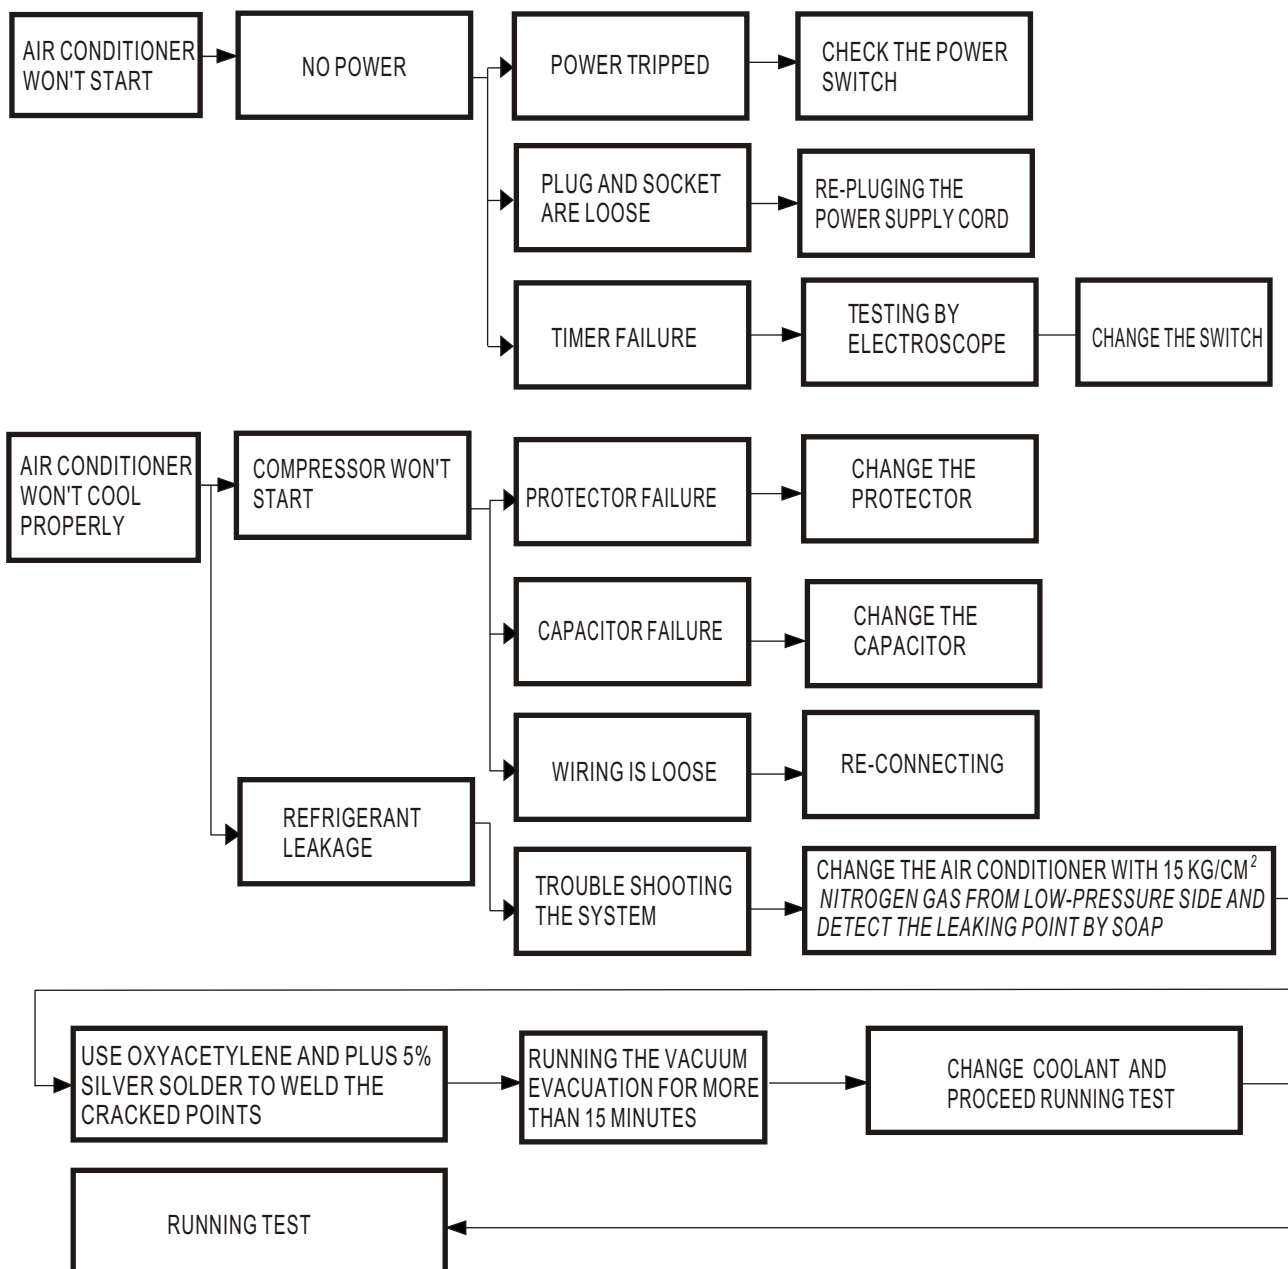 AIR CONDITIONER
WON'T START
NO POWER
POWER TRIPPED
CHECK THE POWER
SWITCH
PLUG AND SOCKET
ARE LOOSE
RE-PLUGING THE
POWER SUPPLY CORD
TIMER FAILURE
TESTING BY
ELECTROSCOPE
CHANGE THE SWITCH
AIR CONDITIONER
WON'T COOL
PROPERLY
COMPRESSOR WON'T
START
PROTECTOR FAILURE
CHANGE THE
PROTECTOR
CAPACITOR FAILURE
CHANGE THE
CAPACITOR
WIRING IS LOOSE
RE-CONNECTING
REFRIGERANT
LEAKAGE
TROUBLE SHOOTING
THE SYSTEM
CHANGE THE AIR CONDITIONER WITH 15 KG/CM²
NITROGEN GAS FROM LOW-PRESSURE SIDE AND
DETECT THE LEAKING POINT BY SOAP
USE OXYACETYLENE AND PLUS 5%
SILVER SOLDER TO WELD THE
CRACKED POINTS
RUNNING THE VACUUM
EVACUATION FOR MORE
THAN 15 MINUTES
CHANGE COOLANT AND
PROCEED RUNNING TEST
RUNNING TEST